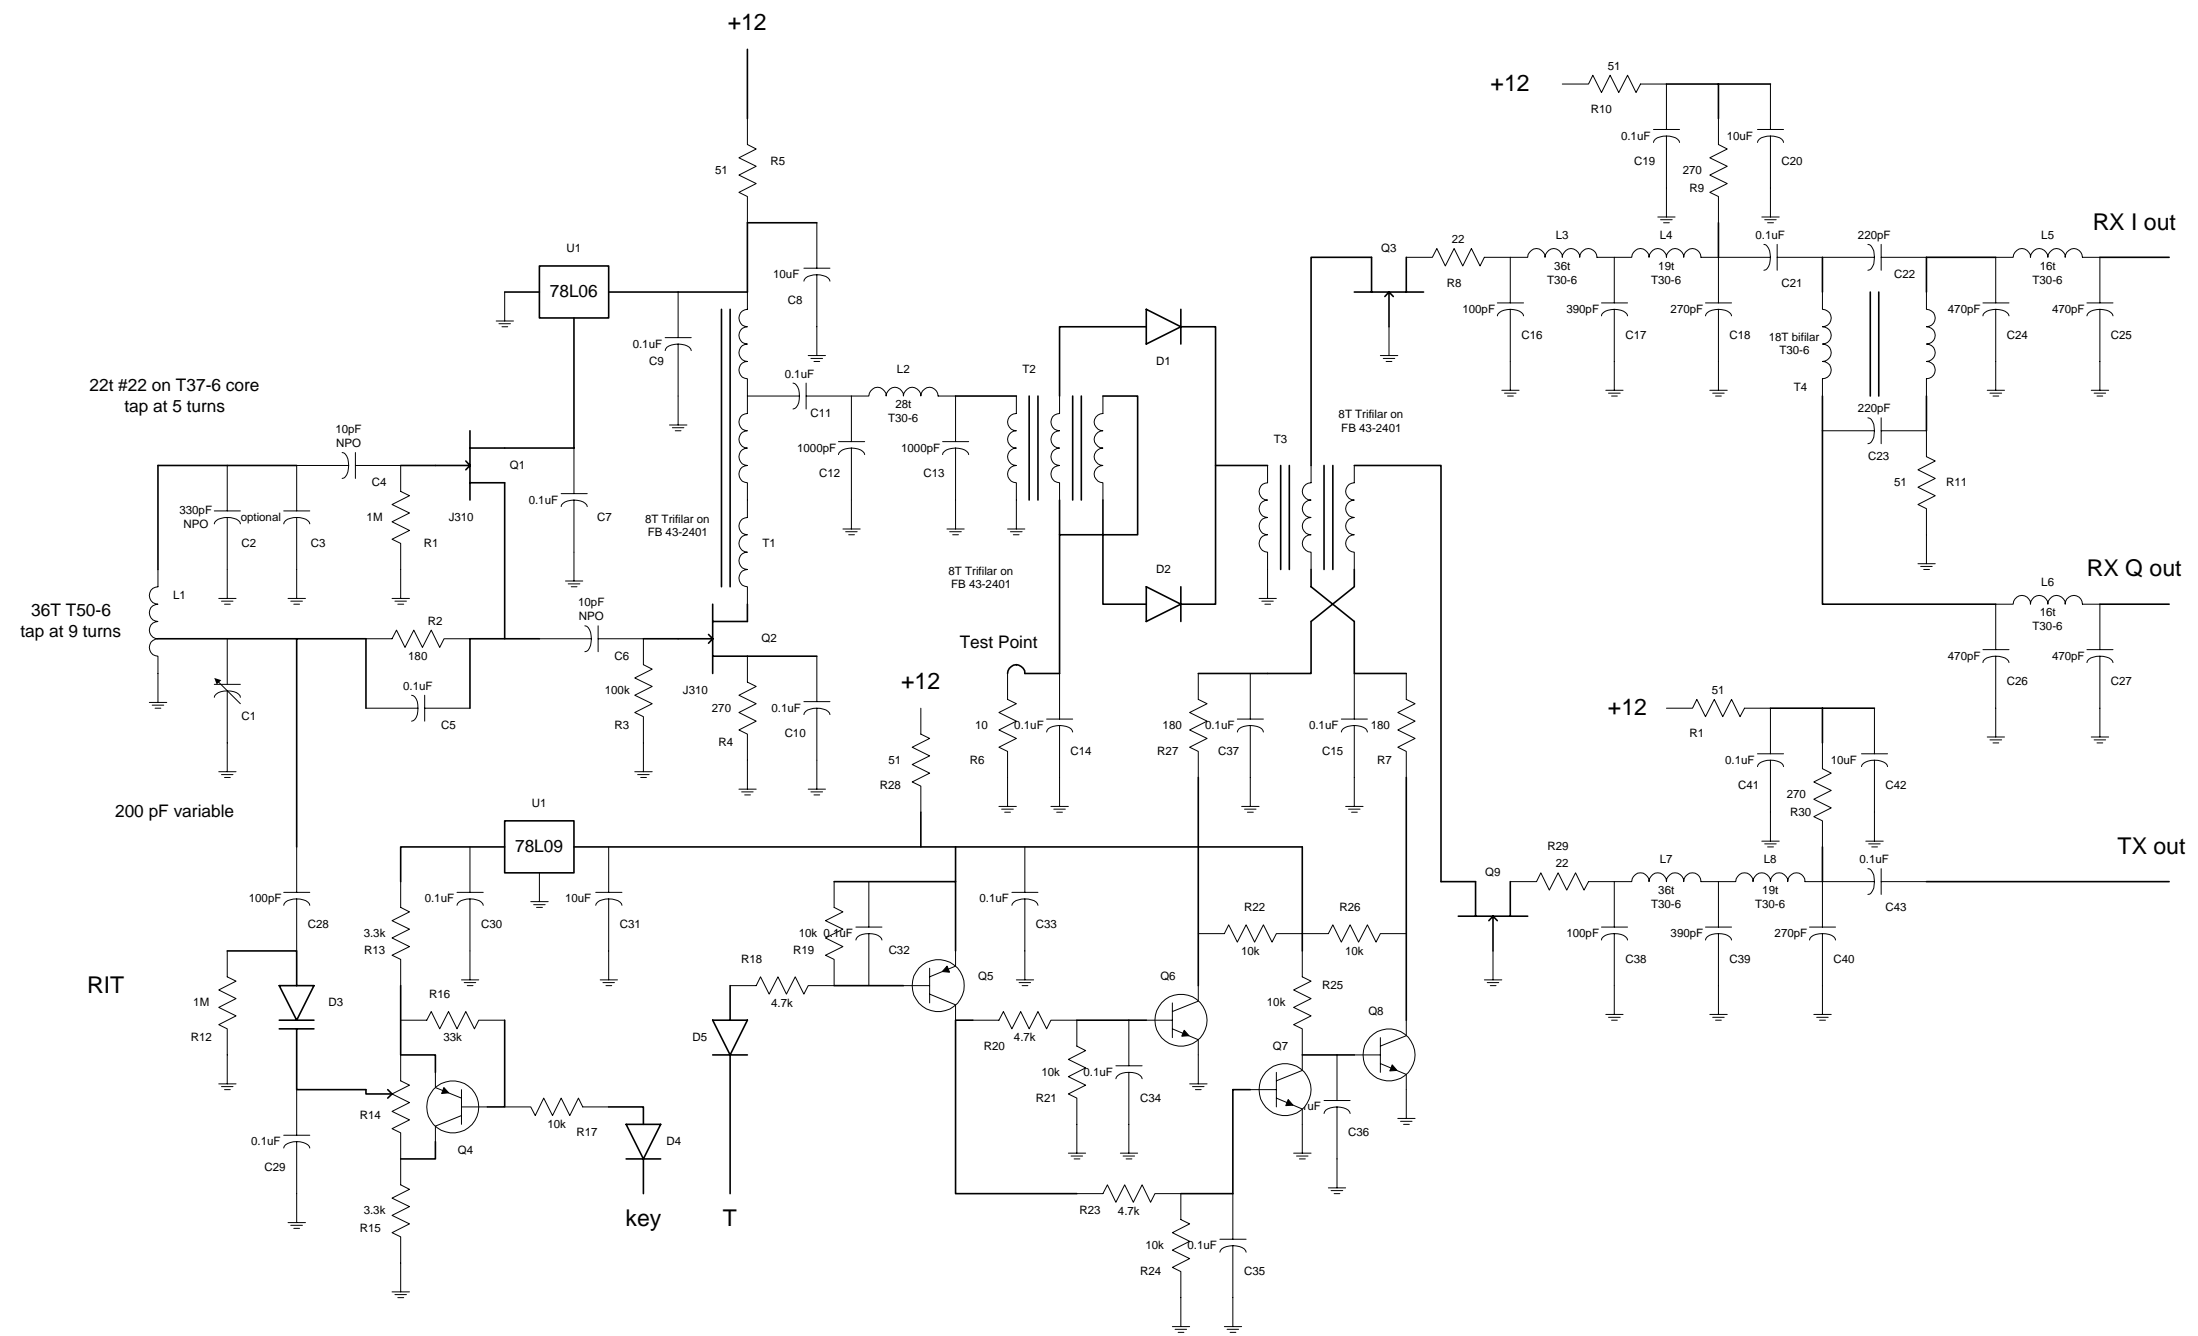 +12
51
R5
+12
51
R10
0.1uF
C19
270
R9
10uF
C20
RX I out
U1
78L06
10uF
C8
0.1uF
C9
Q3
22
R8
L3
36t
T30-6
L4
19t
T30-6
0.1uF
C21
220pF
C22
L5
16t
T30-6
100pF
C16
390pF
C17
270pF
C18
18T bifilar
T30-6
T4
470pF
C24
470pF
C25
22t #22 on T37-6 core
tap at 5 turns
0.1uF
C11
L2
28t
T30-6
T2
D1
1000pF
C12
1000pF
C13
8T Trifilar on
FB 43-2401
T3
220pF
C23
51
R11
10pF
NPO
C4
Q1
J310
330pF
NPO
C2
optional
C3
1M
R1
0.1uF
C7
8T Trifilar on
FB 43-2401
T1
8T Trifilar on
FB 43-2401
D2
RX Q out
36T T50-6
tap at 9 turns
L1
R2
180
0.1uF
C5
C1
10pF
NPO
C6
Q2
J310
100k
R3
270
R4
0.1uF
C10
Test Point
+12
51
R28
10
R6
0.1uF
C14
180
R27
0.1uF
C37
0.1uF
C15
180
R7
L6
16t
T30-6
470pF
C26
470pF
C27
+12
51
R1
0.1uF
C41
270
R30
10uF
C42
TX out
200 pF variable
U1
78L09
100pF
C28
3.3k
R13
0.1uF
C30
10uF
C31
10k
R19
0.1uF
C32
0.1uF
C33
R22
10k
R26
10k
Q9
R29
22
L7
36t
T30-6
L8
19t
T30-6
0.1uF
C43
100pF
C38
390pF
C39
270pF
C40
RIT
1M
R12
D3
R16
33k
R18
4.7k
D5
Q5
R20
4.7k
Q6
10k
R25
Q7
Q8
10k
R21
0.1uF
C34
uF
C36
R14
Q4
10k
R17
D4
0.1uF
C29
3.3k
R15
key
T
R23
4.7k
10k
R24
0.1uF
C35